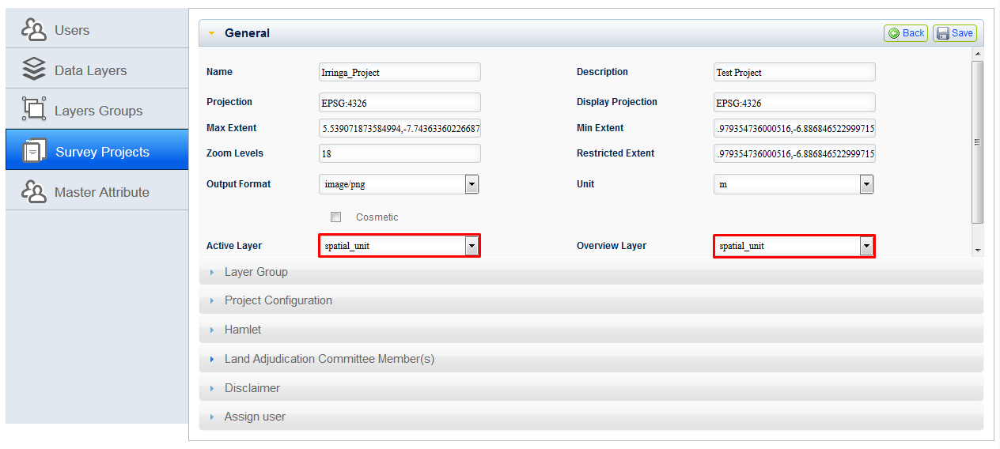 Users
Data Layers
Layers Groups
Survey Projects
Master Attribute
General
Back
Save
Name Irringa_Project Description Test Project
Projection EPSG:4326 Display Projection EPSG:4326
Max Extent 5.539071873584994,-7.74363360226687 Min Extent .979354736000516,-6.886846522999715
Zoom Levels 18 Restricted Extent .979354736000516,-6.886846522999715
Output Format image/png Unit m
Cosmetic
Active Layer spatial_unit Overview Layer spatial_unit
Layer Group
Project Configuration
Hamlet
Land Adjudication Committee Member(s)
Disclaimer
Assign user